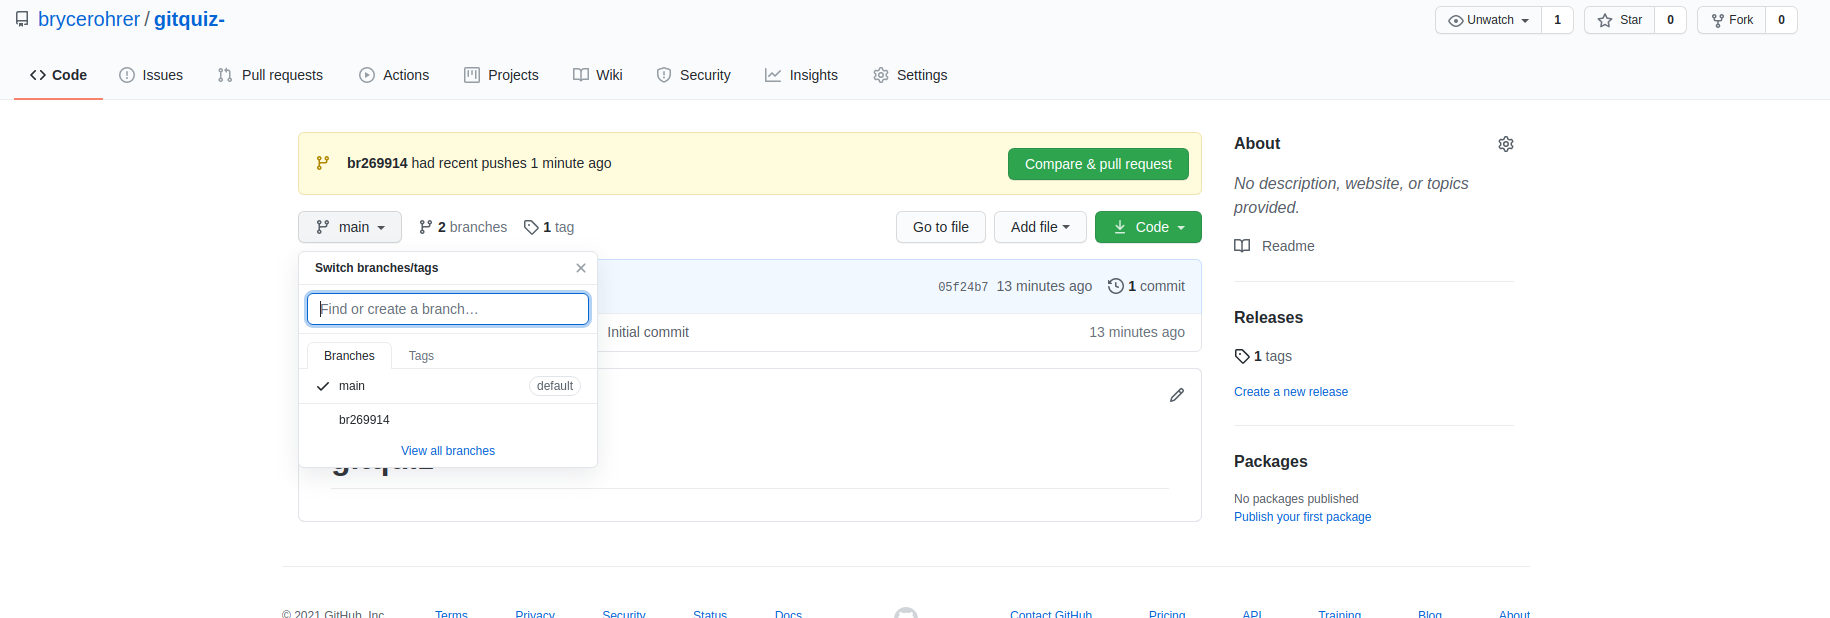 brycerohrer / gitquiz-
Unwatch 1 Star 0 Fork 0
Code Issues Pull requests Actions Projects Wiki Security Insights Settings
br269914 had recent pushes 1 minute ago Compare & pull request
main 2 branches 1 tag Go to file Add file Code
Switch branches/tags
Find or create a branch…
Branches Tags
main default
br269914
View all branches
05f24b7 13 minutes ago 1 commit
Initial commit 13 minutes ago
gitquiz
About
No description, website, or topics
provided.
Readme
Releases
1 tags
Create a new release
Packages
No packages published
Publish your first package
© 2021 GitHub, Inc. Terms Privacy Security Status Docs Contact GitHub Pricing API Training Blog About